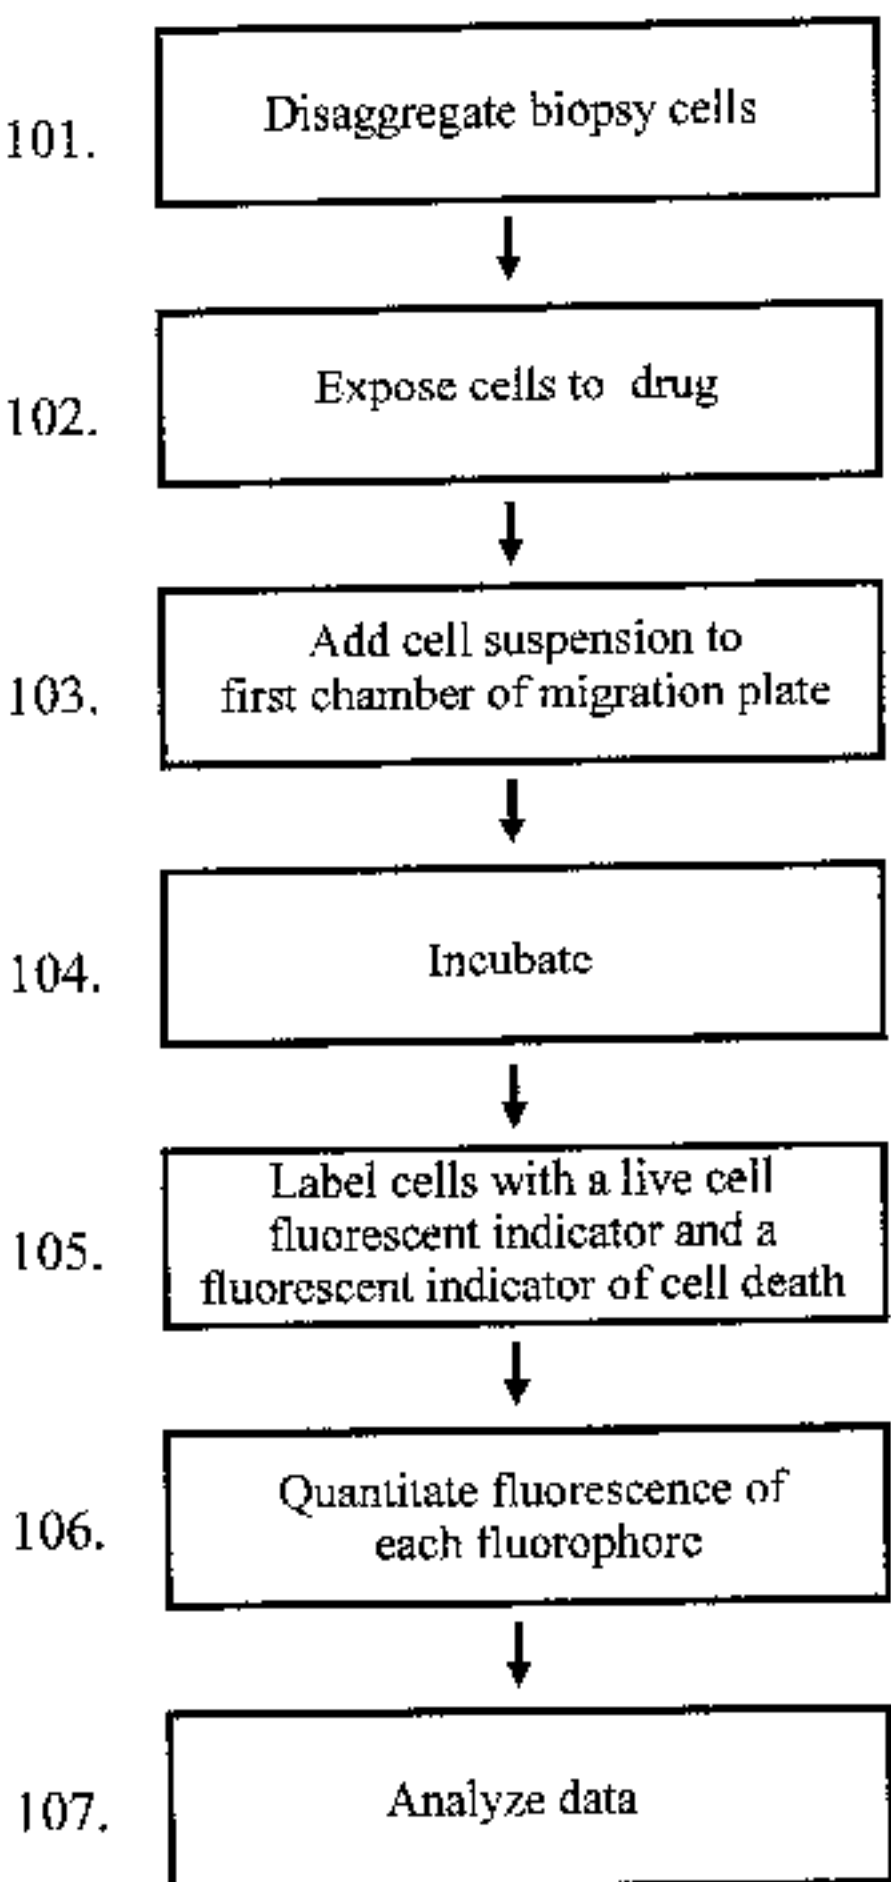 101.
Disaggregate biopsy cells
102.
Expose cells to drug
103.
Add cell suspension to
first chamber of migration plate
104.
Incubate
105.
Label cells with a live cell
fluorescent indicator and a
fluorescent indicator of cell death
106.
Quantitate fluorescence of
each fluorophore
107.
Analyze data